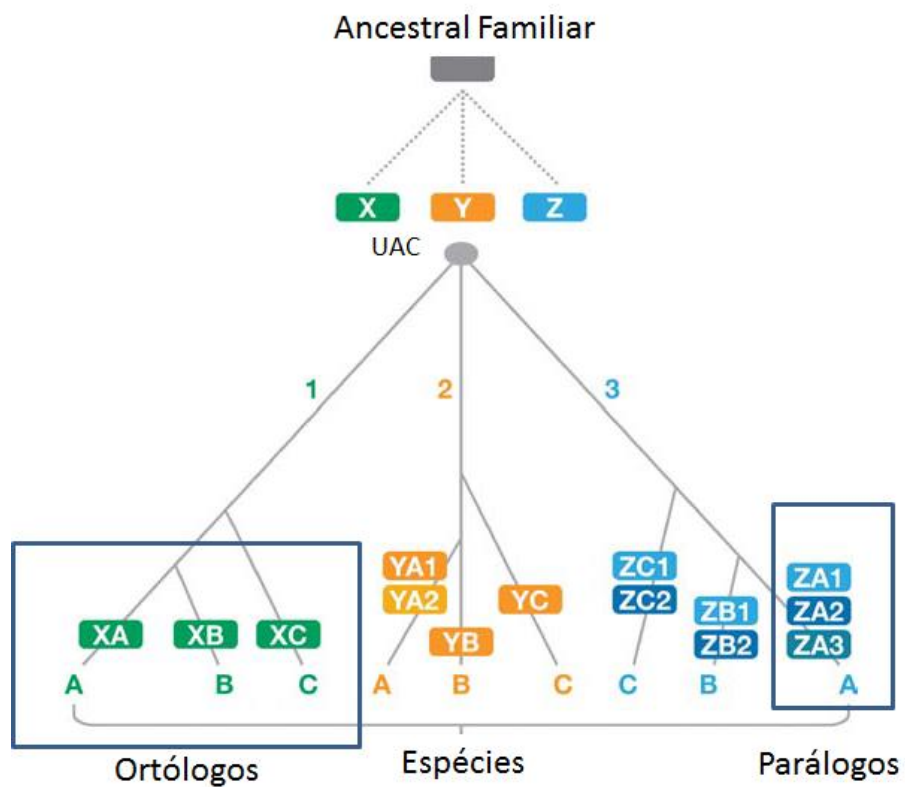 Ancestral Familiar
X Y Z
UAC
1 2 3
YA1 ZC1 ZA1
YA2 YC ZC2 ZB1 ZA2
XA XB XC YB ZB2 ZA3
A B C A B C C B A
Ortólogos Espécies Parálogos